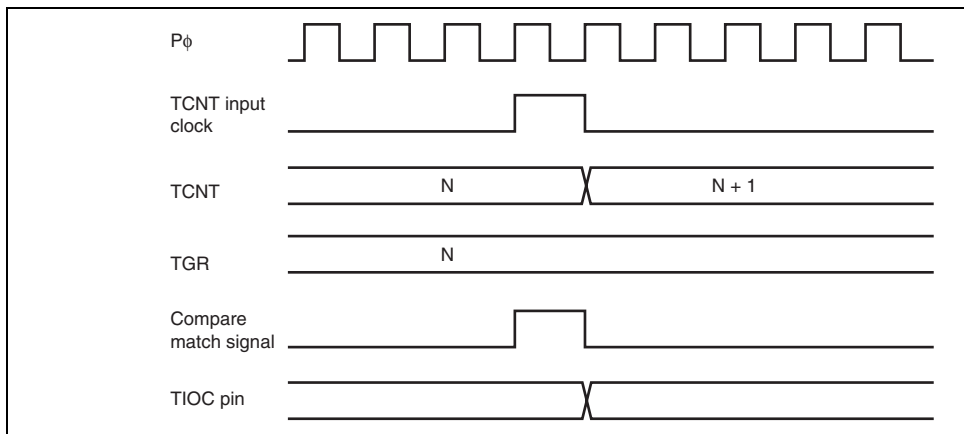 Pϕ
TCNT input
clock
TCNT
N
N + 1
TGR
N
Compare
match signal
TIOC pin